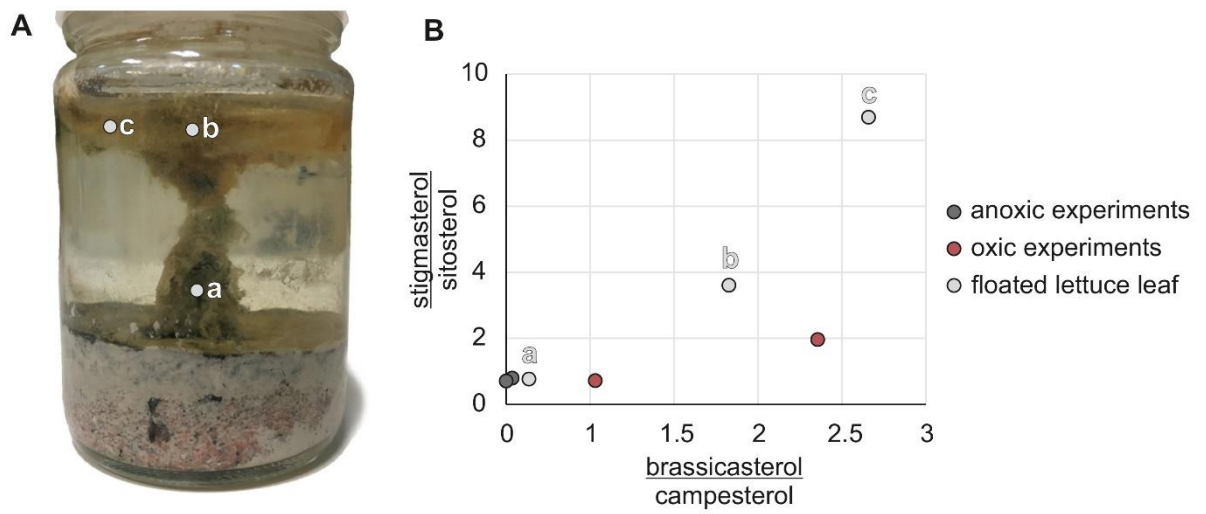 A
c
b
a
B
10
8
6
4
2
0
0
1
1.5
2
2.5
3
stigmasterol
sitosterol
brassicasterol
campesterol
a
b
c
anoxic experiments
oxic experiments
floated lettuce leaf